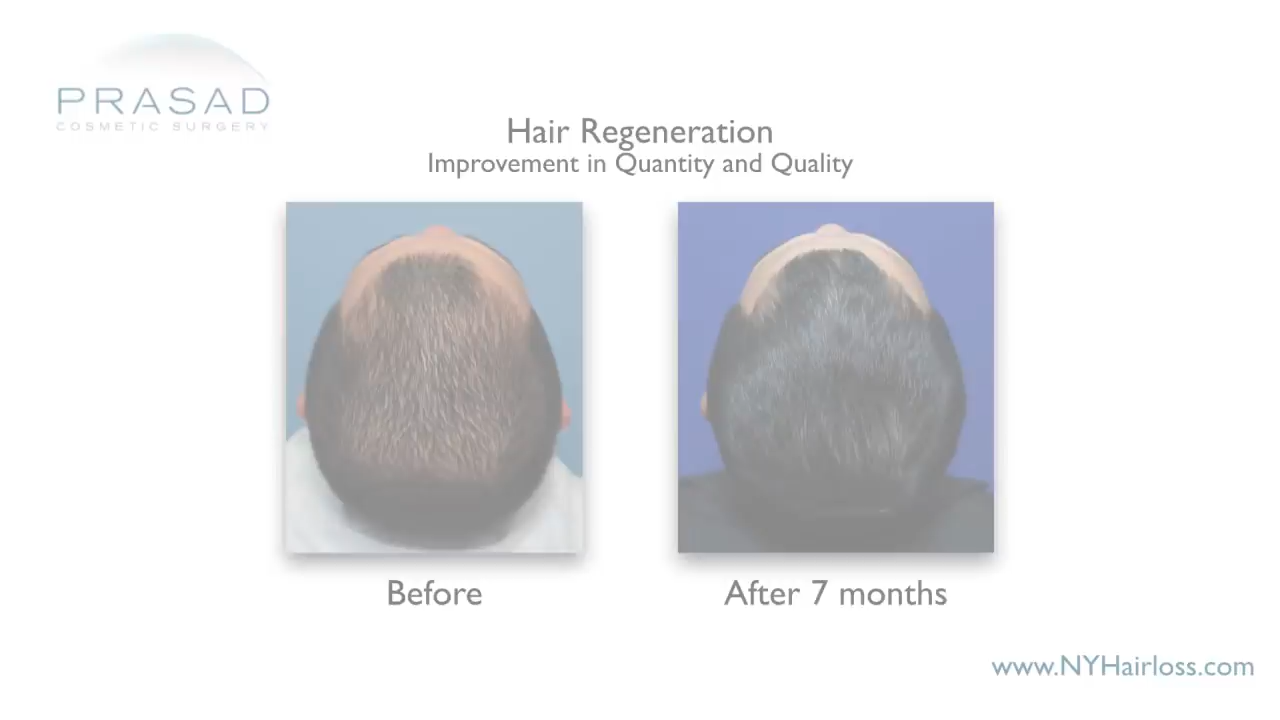 PRASAD
COSMETIC SURGERY
Hair Regeneration
Improvement in Quantity and Quality
Before
After 7 months
www.NYHairloss.com